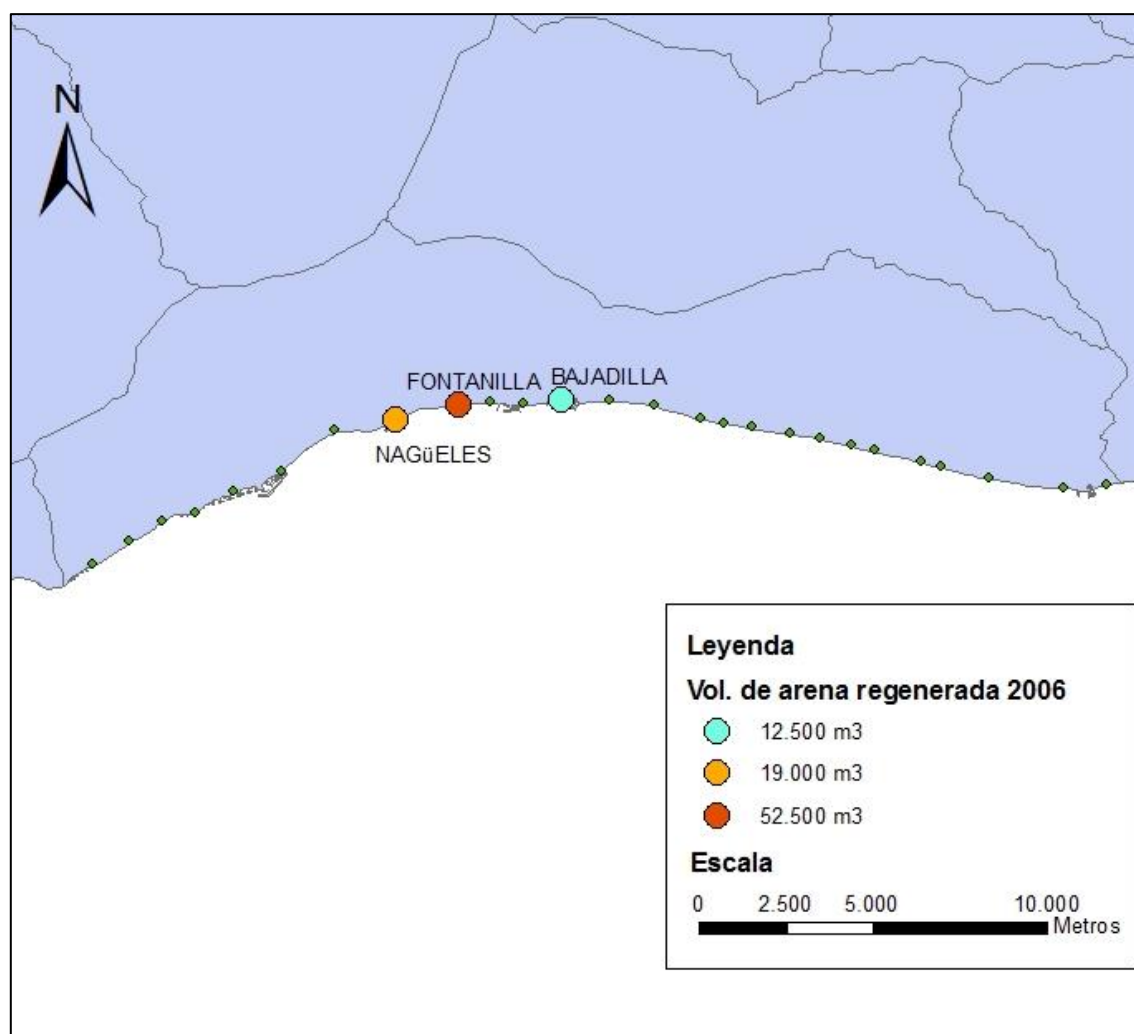 N
FONTANILLA
BAJADILLA
NAGüELES
Leyenda
Vol. de arena regenerada 2006
12.500 m3
19.000 m3
52.500 m3
Escala
0 2.500 5.000 10.000
Metros